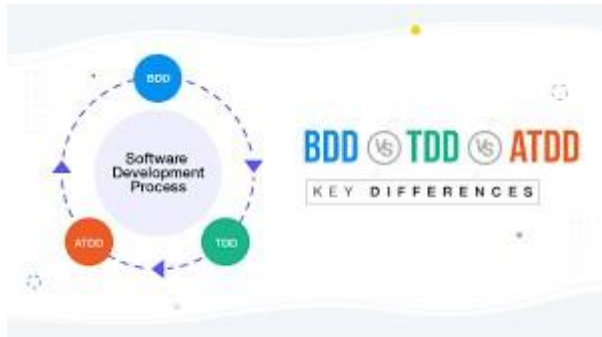 BDD
Software
Development
Process
ATDD
TDD
BDD VS TDD VS ATDD
KEY DIFFERENCES